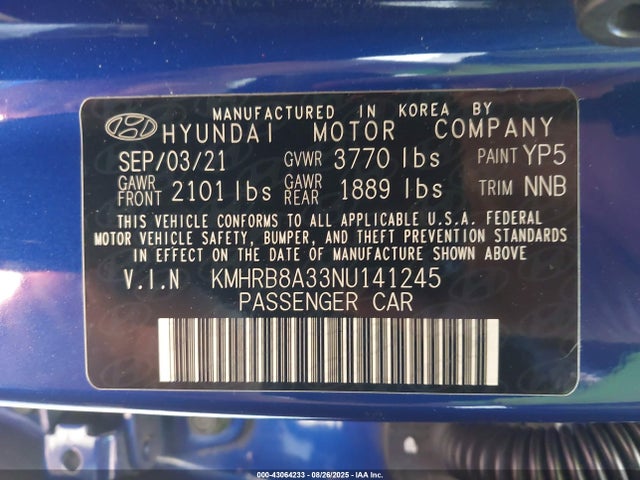 MANUFACTURED IN KOREA BY
HYUNDAI MOTOR COMPANY
SEP/03/21 GVWR 3770 lbs PAINT YP5
GAWR FRONT 2101 lbs GAWR REAR 1889 lbs TRIM NNB
THIS VEHICLE CONFORMS TO ALL APPLICABLE U.S.A. FEDERAL
MOTOR VEHICLE SAFETY, BUMPER, AND THEFT PREVENTION STANDARDS
IN EFFECT ON THE DATE OF MANUFACTURE SHOWN ABOVE
V.I.N KMHRB8A33NU141245
PASSENGER CAR
000-43064233 - 08/26/2025 - IAA Inc.